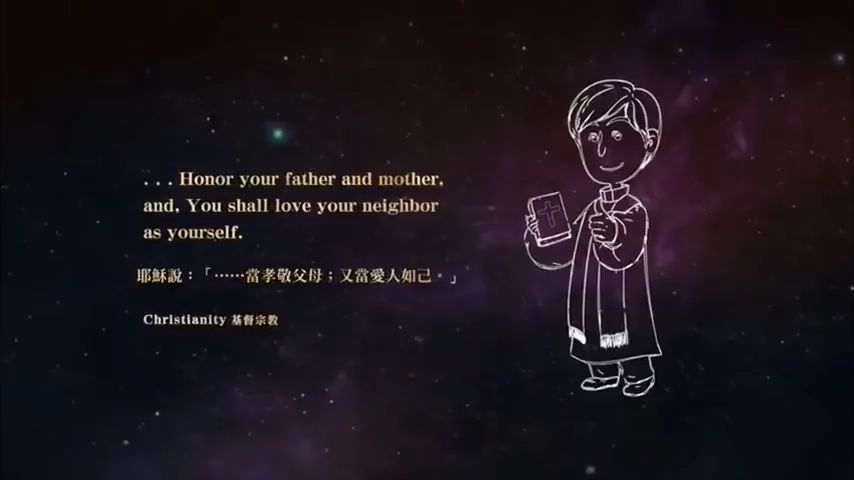 . . . Honor your father and mother,
and, You shall love your neighbor
as yourself.
耶穌說：「⋯⋯當孝敬父母；又當愛人如己。」
Christianity 基督宗教